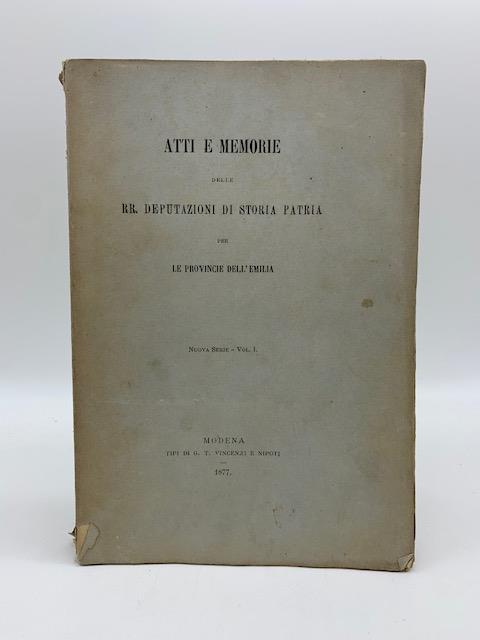 ATTI E MEMORIE
DELLE
RR. DEPUTAZIONI DI STORIA PATRIA
PER
LE PROVINCIE DELL'EMILIA
NUOVA SERIE - VOL. I.
MODENA
TIPI DI G. T. VINCENZI E NIPOTI
1877.